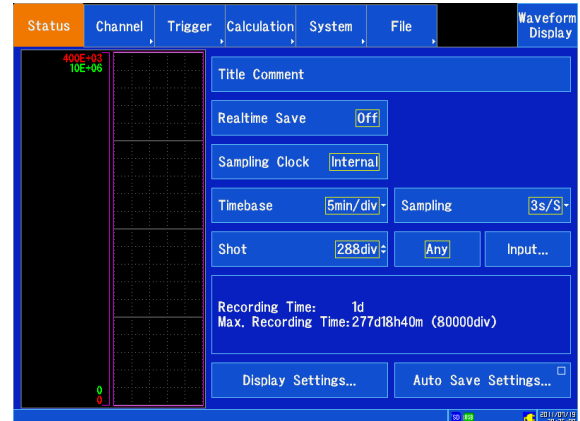 Status Channel Trigger Calculation System File Waveform Display
400E+03
10E+06
Title Comment
Realtime Save Off
Sampling Clock Internal
Timebase 5min/div Sampling 3s/S
Shot 288div Any Input...
Recording Time: 1d
Max. Recording Time:277d18h40m (80000div)
Display Settings... Auto Save Settings...
0
0
SD USB 2011/07/19